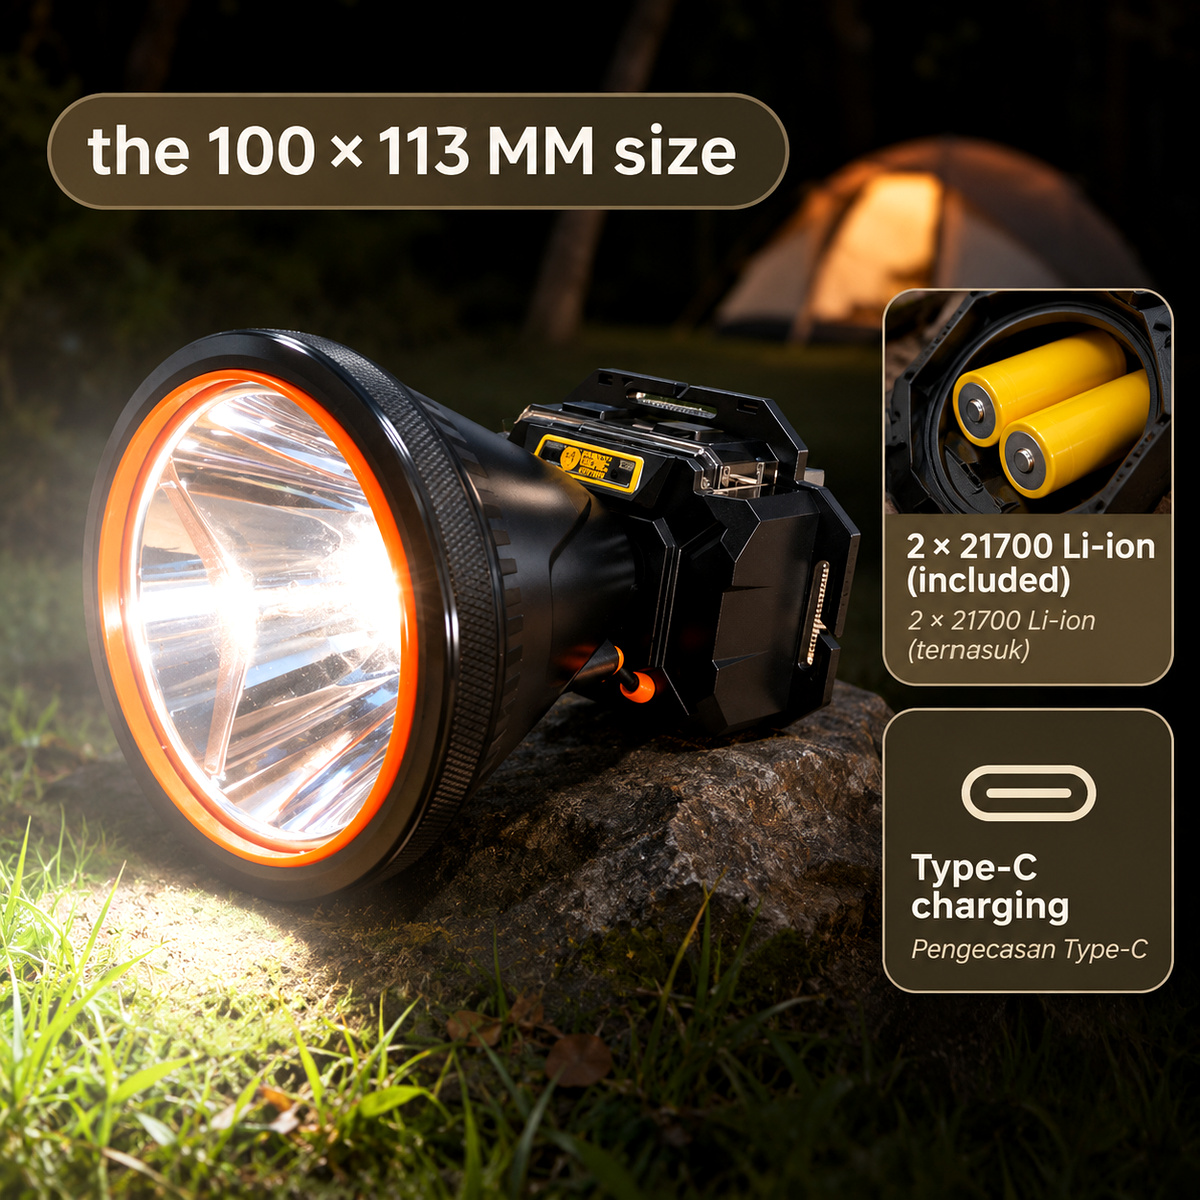 the 100 × 113 MM size
2 × 21700 Li-ion
(included)
2 × 21700 Li-ion
(ternasuk)
Type-C
charging
Pengecasan Type-C